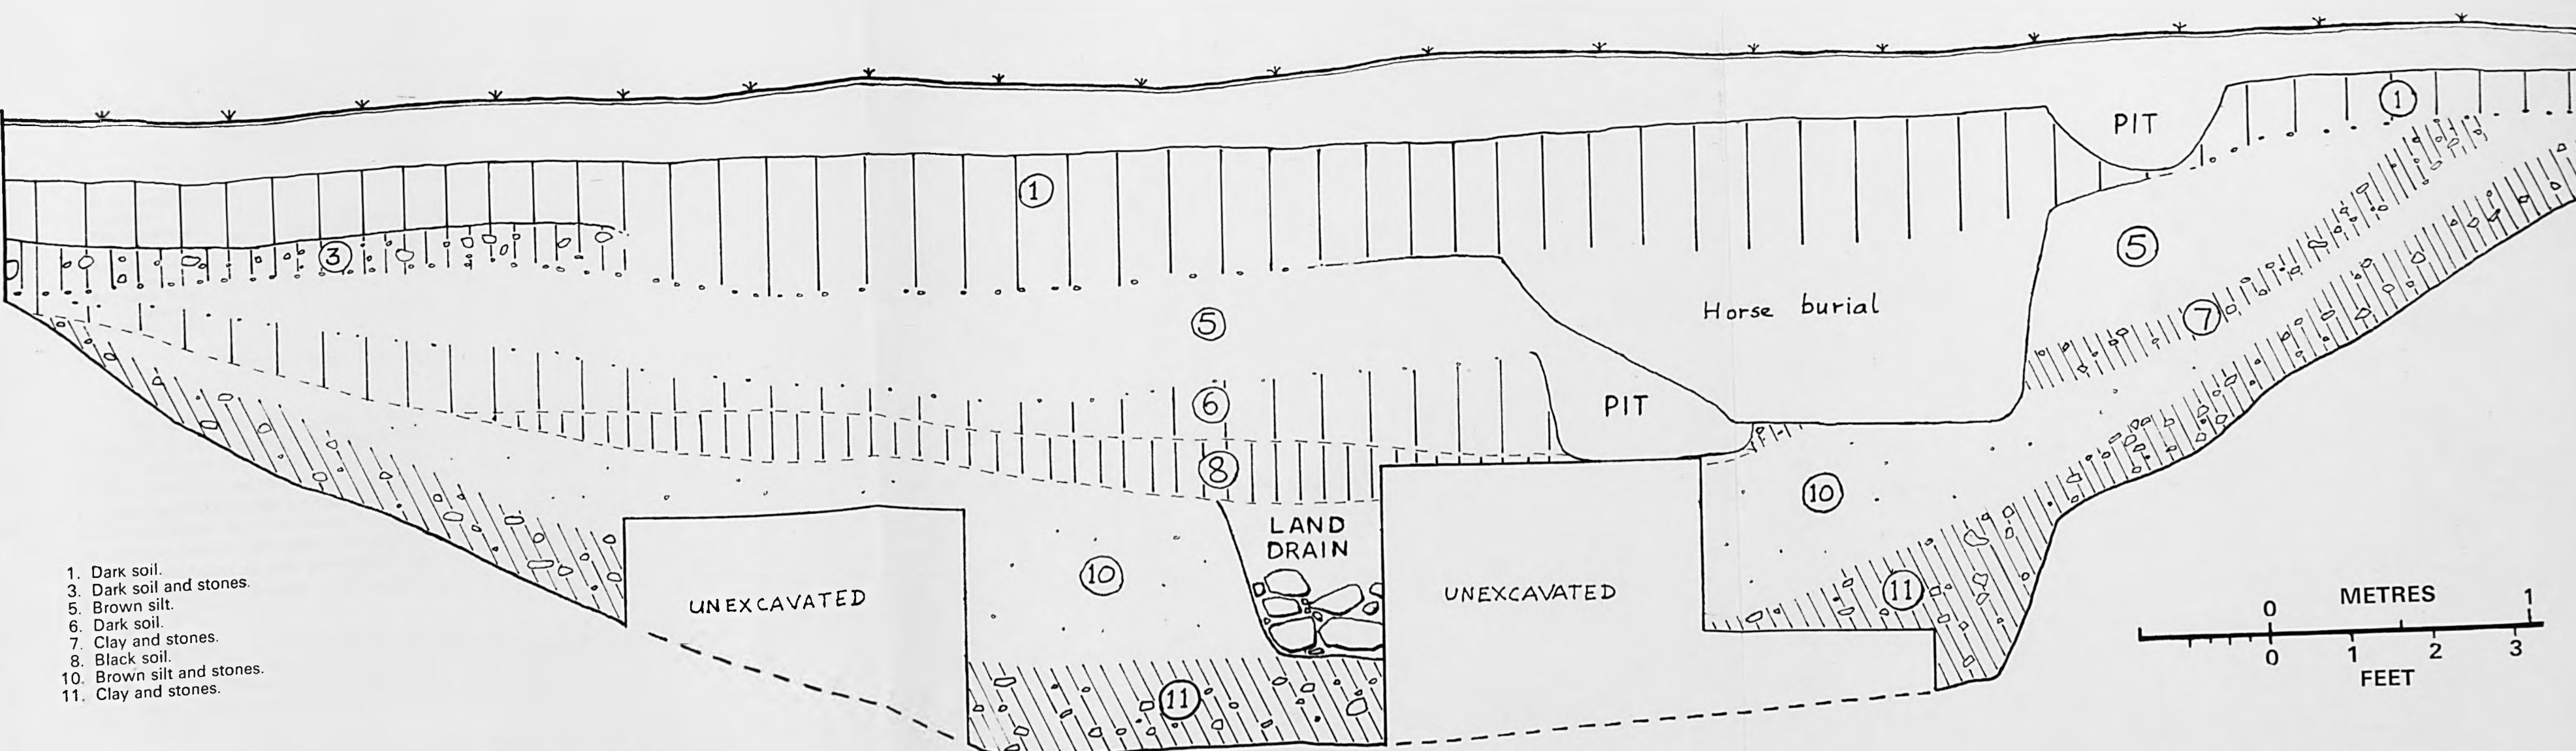 1
PIT
1
3
5
5
7
Horse burial
6
PIT
8
10
10
LAND
DRAIN
UNEXCAVATED
UNEXCAVATED
11
11
1. Dark soil.
3. Dark soil and stones.
5. Brown silt.
6. Dark soil.
7. Clay and stones.
8. Black soil.
10. Brown silt and stones.
11. Clay and stones.
0 METRES 1
0 1 2 3
FEET